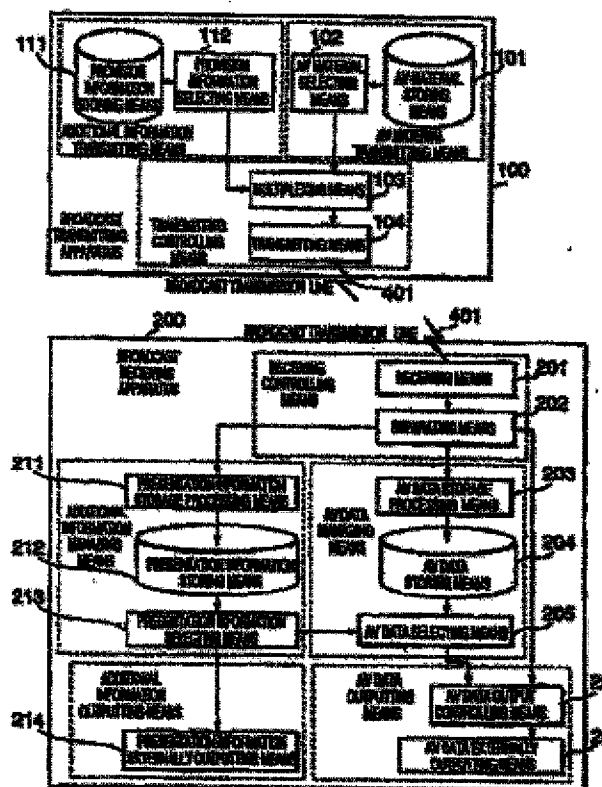 111
112
102
101
PROVISION
INFORMATION
STORING MEANS
PROVISION
INFORMATION
SELECTING MEANS
AV MATERIAL
SELECTING
MEANS
AV MATERIAL
STORING
MEANS
ADDITIONAL INFORMATION
TRANSMITTING MEANS
AV MATERIAL
TRANSMITTING MEANS
100
MULTIPLEXING MEANS
103
BROADCAST
TRANSMITTING
APPARATUS
TRANSMITTING
CONTROLLING
MEANS
TRANSMITTING MEANS
104
401
BROADCAST TRANSMISSION LINE
200
BROADCAST TRANSMISSION LINE
401
BROADCAST
RECEIVING
APPARATUS
RECEIVING
CONTROLLING
MEANS
RECEIVING MEANS
201
SEPARATING MEANS
202
211
PRESENTATION INFORMATION
STORAGE PROCESSING MEANS
AV DATA STORAGE
PROCESSING MEANS
203
ADDITIONAL
INFORMATION
MANAGING
MEANS
212
PRESENTATION INFORMATION
STORING MEANS
AV DATA
MANAGING
MEANS
AV DATA
STORING MEANS
204
213
PRESENTATION INFORMATION
SELECTING MEANS
AV DATA SELECTING MEANS
205
ADDITIONAL
INFORMATION
OUTPUTTING MEANS
AV DATA
OUTPUTTING
MEANS
AV DATA OUTPUT
CONTROLLING MEANS
214
PRESENTATION INFORMATION
EXTERNALLY OUTPUTTING MEANS
AV DATA EXTERNALLY
OUTPUTTING MEANS